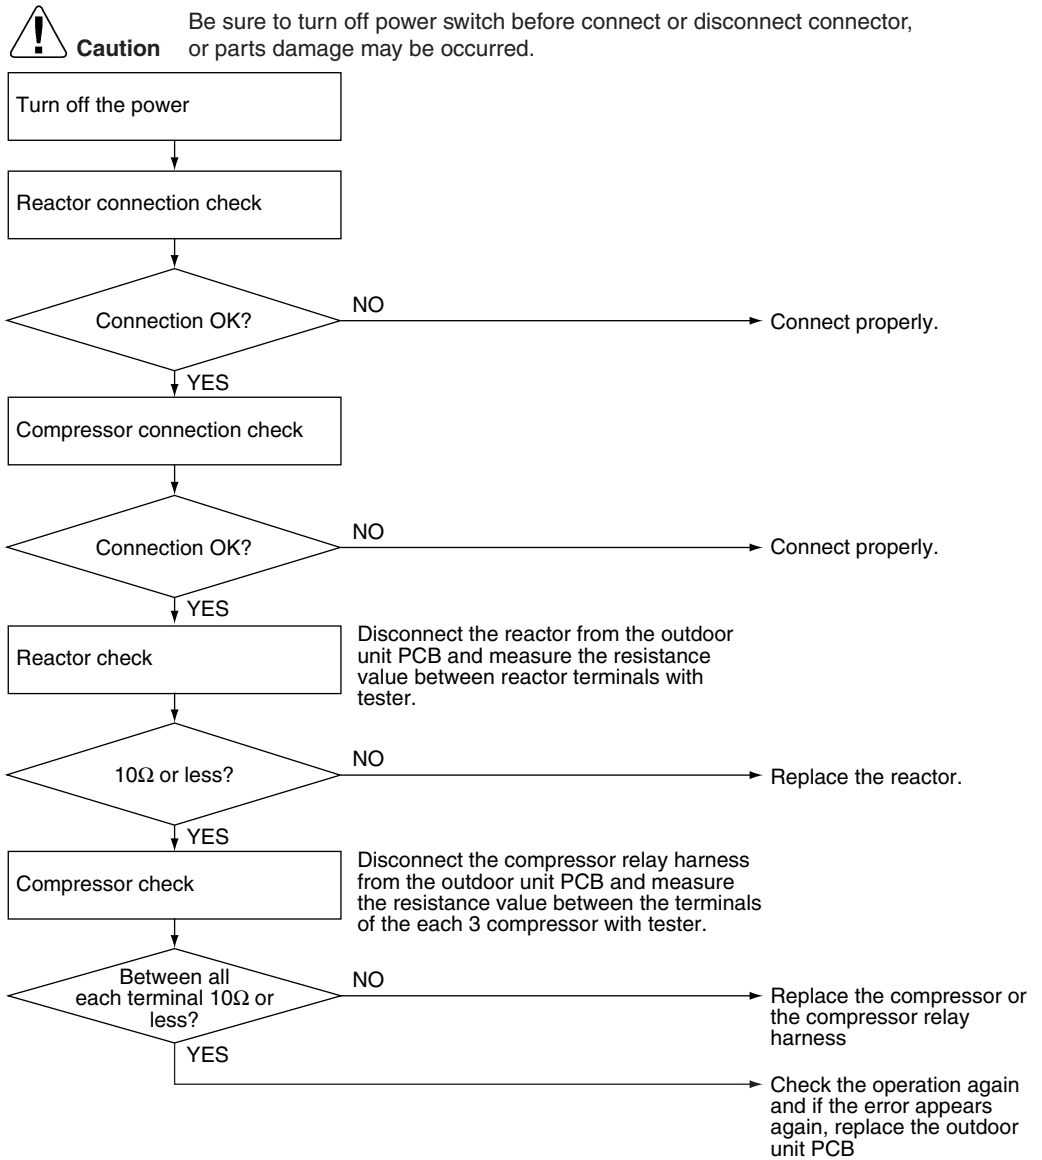 Be sure to turn off power switch before connect or disconnect connector,
Caution or parts damage may be occurred.
Turn off the power
Reactor connection check
Connection OK?
NO
Connect properly.
YES
Compressor connection check
Connection OK?
NO
Connect properly.
YES
Reactor check
Disconnect the reactor from the outdoor
unit PCB and measure the resistance
value between reactor terminals with
tester.
10Ω or less?
NO
Replace the reactor.
YES
Compressor check
Disconnect the compressor relay harness
from the outdoor unit PCB and measure
the resistance value between the terminals
of the each 3 compressor with tester.
Between all
each terminal 10Ω or
less?
NO
Replace the compressor or
the compressor relay
harness
YES
Check the operation again
and if the error appears
again, replace the outdoor
unit PCB